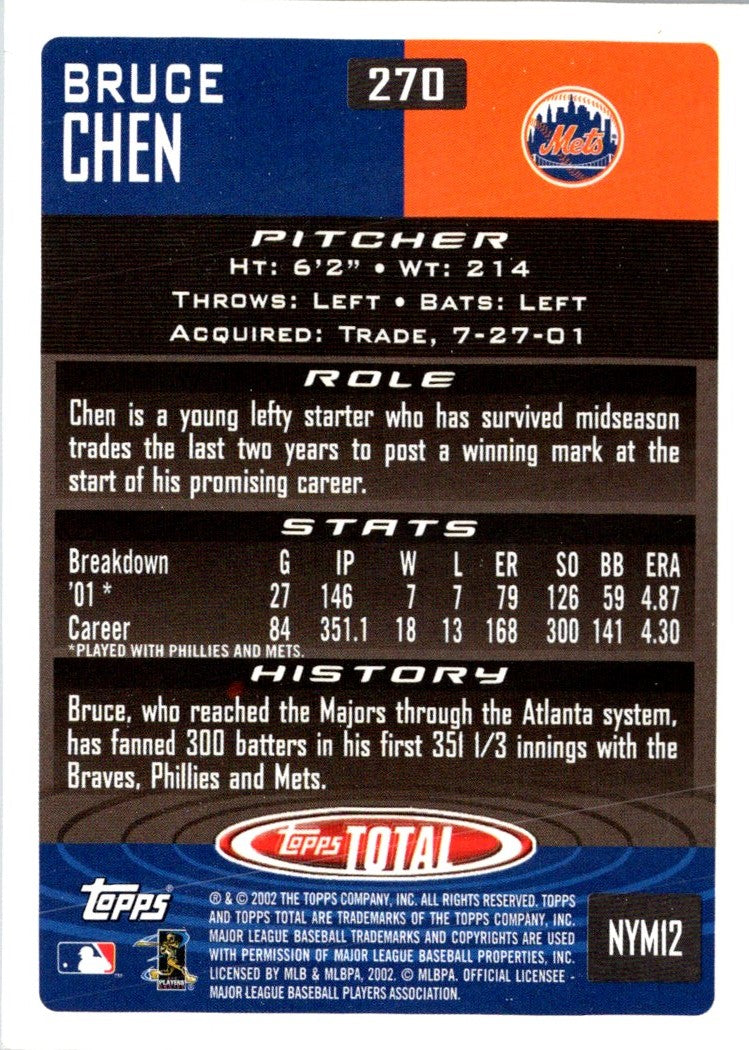 BRUCE
CHEN
270
Mets
PITCHER
HT: 6'2" • WT: 214
THROWS: LEFT • BATS: LEFT
ACQUIRED: TRADE, 7-27-01
ROLE
Chen is a young lefty starter who has survived midseason
trades the last two years to post a winning mark at the
start of his promising career.
STATS
Breakdown G IP W L ER SO BB ERA
'01 * 27 146 7 7 79 126 59 4.87
Career 84 351.1 18 13 168 300 141 4.30
*PLAYED WITH PHILLIES AND METS.
HISTORY
Bruce, who reached the Majors through the Atlanta system,
has fanned 300 batters in his first 351 1/3 innings with the
Braves, Phillies and Mets.
Topps TOTAL
Topps®
® & © 2002 THE TOPPS COMPANY, INC. ALL RIGHTS RESERVED. TOPPS
AND TOPPS TOTAL ARE TRADEMARKS OF THE TOPPS COMPANY, INC.
MAJOR LEAGUE BASEBALL TRADEMARKS AND COPYRIGHTS ARE USED
WITH PERMISSION OF MAJOR LEAGUE BASEBALL PROPERTIES, INC.
LICENSED BY MLB & MLBPA, 2002. © MLBPA. OFFICIAL LICENSEE -
MAJOR LEAGUE BASEBALL PLAYERS ASSOCIATION.
NYM12
PLAYERS